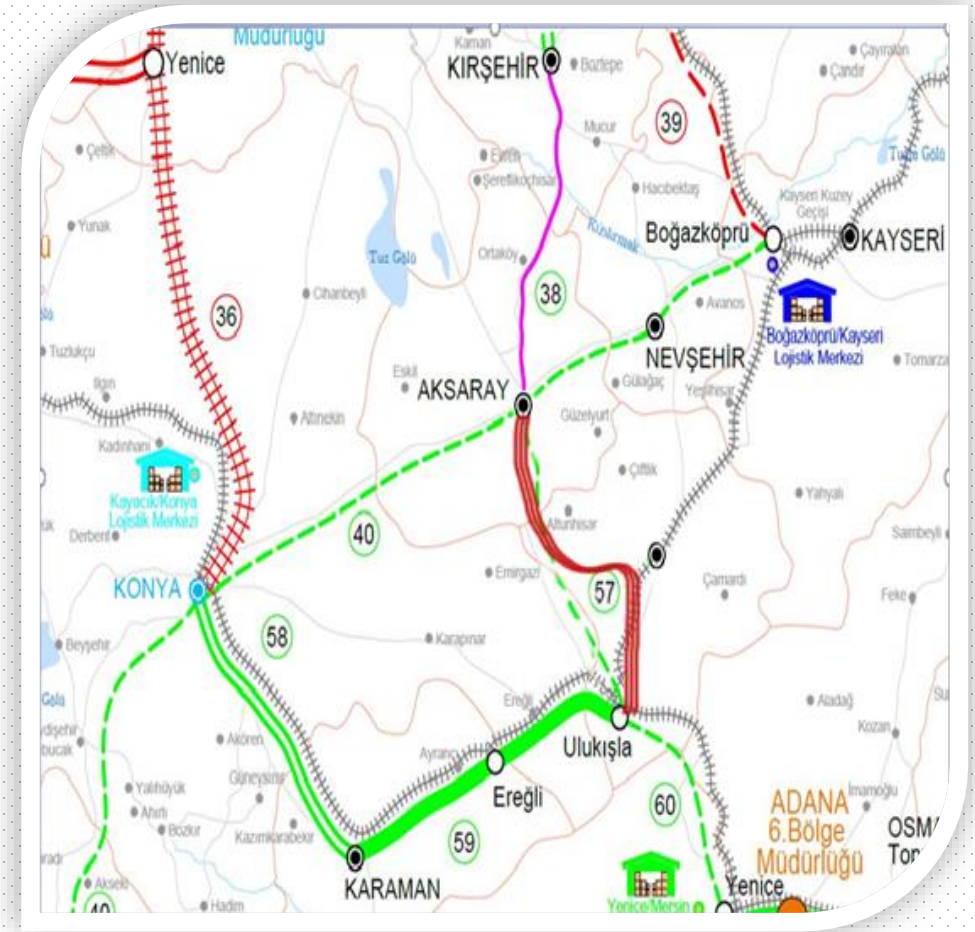 Müdürlüğü
Kaman
Yenice
KIRŞEHİR
Boztepe
Çayıralan
Çandır
39
Mucur
Çeltik
Evren
Şereflikoçhisar
Hacıbektaş
Kayseri Kuzey
Geçişi
Yunak
Kızılırmak
Boğazköprü
KAYSERİ
Tuz Gölü
Ortaköy
Cihanbeyli
38
Avanos
36
Boğazköprü/Kayseri
Lojistik Merkezi
NEVŞEHİR
Tuzlukçu
Tomarza
Ilgın
Eskil
AKSARAY
Gülağaç
Yeşilhisar
Altınekin
Güzelyurt
Kadınhanı
Çiftlik
Kayacık/Konya
Lojistik Merkezi
Yahyalı
Altunhisar
Derbent
40
Saimbeyli
Emirgazi
57
Çamardı
KONYA
Feke
58
Beyşehir
Karapınar
Ereğli
Aladağ
Gölü
Kozan
Akören
Ayrancı
Ulukışla
Güneysınır
Yalıhüyük
Ereğli
60
İmamoğlu
Ahırlı
ADANA
6.Bölge
Müdürlüğü
Bozkır
Kazımkarabekir
59
KARAMAN
Akseki
Yenice/Mersin
Yenice
Hadim
40